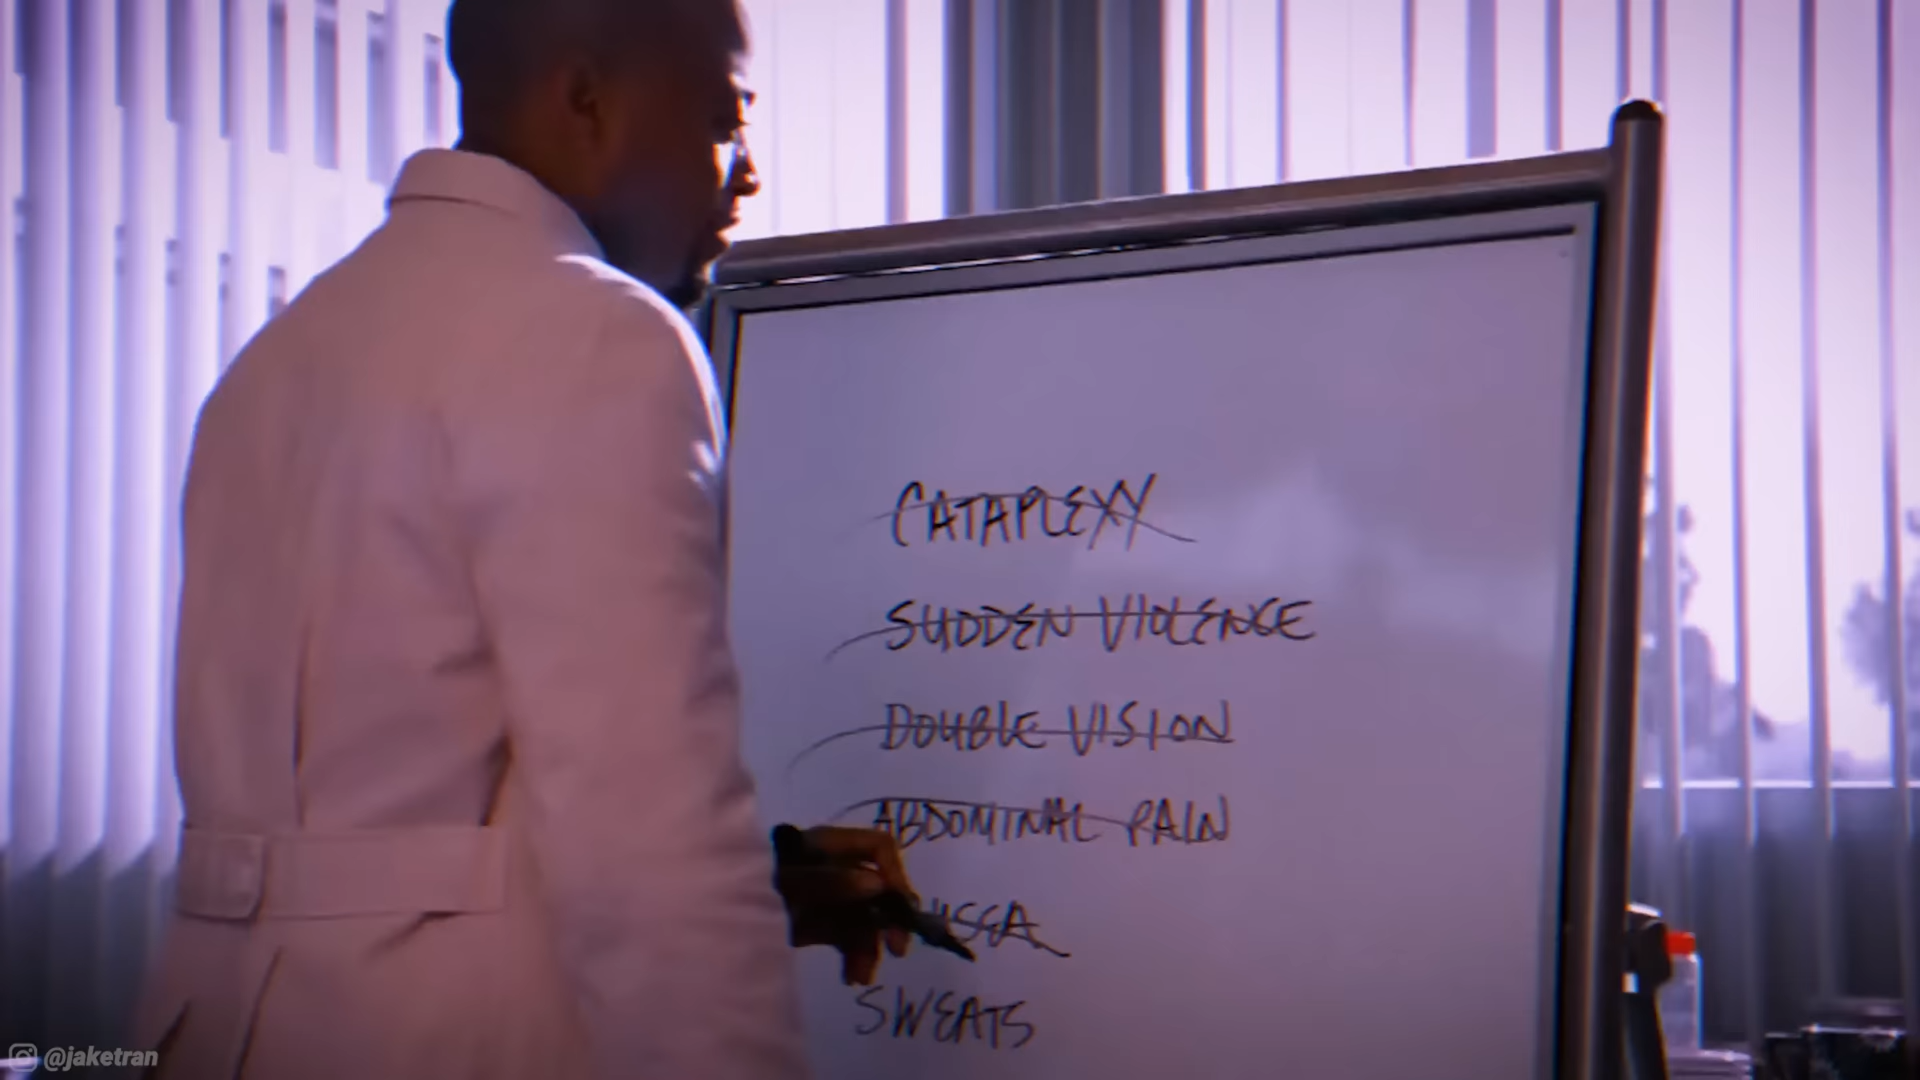 CATAPLEXY
SUDDEN VIOLENCE
DOUBLE VISION
ABDOMINAL PAIN
SWEATS
@jaketran